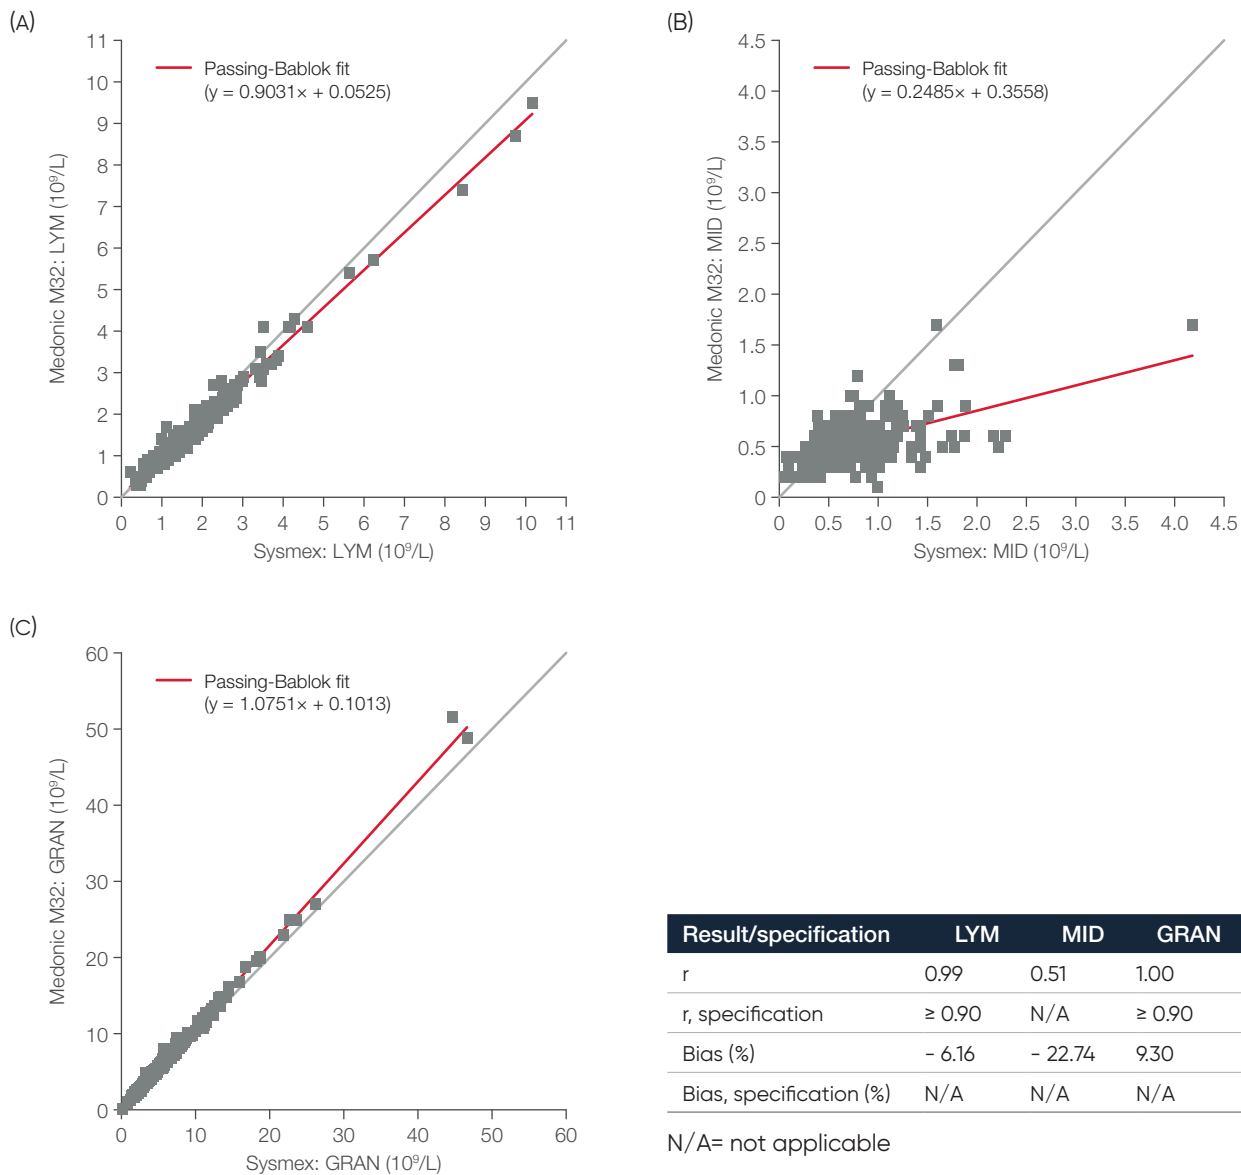 (A)
11
10
9
8
7
6
5
4
3
2
1
0
Medonic M32: LYM (10⁹/L)
Passing-Bablok fit
(y = 0.9031× + 0.0525)
0 1 2 3 4 5 6 7 8 9 10 11
Sysmex: LYM (10⁹/L)
(B)
4.5
4.0
3.5
3.0
2.5
2.0
1.5
1.0
0.5
0
Medonic M32: MID (10⁹/L)
Passing-Bablok fit
(y = 0.2485× + 0.3558)
0 0.5 1.0 1.5 2.0 2.5 3.0 3.5 4.0 4.5
Sysmex: MID (10⁹/L)
(C)
60
50
40
30
20
10
0
Medonic M32: GRAN (10⁹/L)
Passing-Bablok fit
(y = 1.0751× + 0.1013)
0 10 20 30 40 50 60
Sysmex: GRAN (10⁹/L)
Result/specification LYM MID GRAN
r 0.99 0.51 1.00
r, specification ≥ 0.90 N/A ≥ 0.90
Bias (%) - 6.16 - 22.74 9.30
Bias, specification (%) N/A N/A N/A
N/A= not applicable